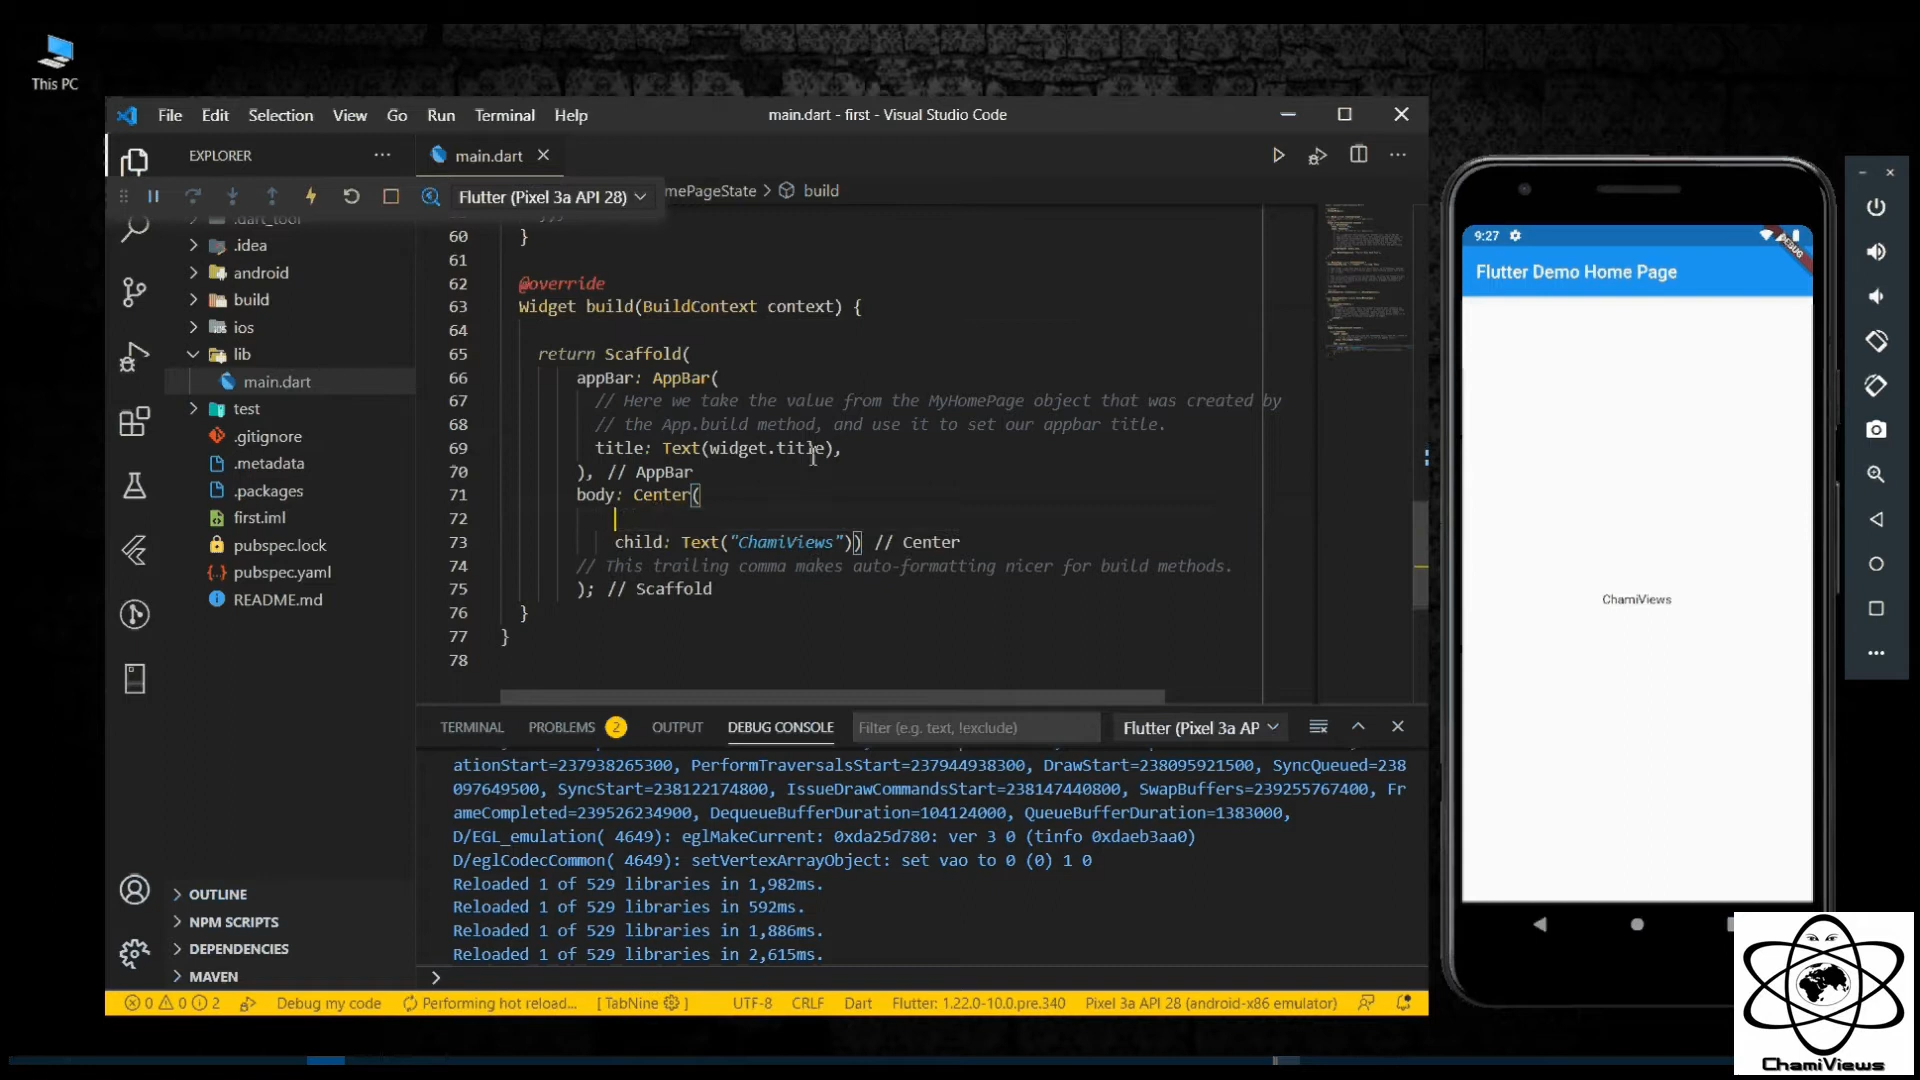 This PC
File Edit Selection View Go Run Terminal Help
main.dart - first - Visual Studio Code
EXPLORER
main.dart
Flutter (Pixel 3a API 28)
mePageState > build
.dart_tool
.idea
android
build
ios
lib
main.dart
test
.gitignore
.metadata
.packages
first.iml
pubspec.lock
pubspec.yaml
README.md
OUTLINE
NPM SCRIPTS
DEPENDENCIES
MAVEN
60 }
61
62 @override
63 Widget build(BuildContext context) {
64
65 return Scaffold(
66 appBar: AppBar(
67 // Here we take the value from the MyHomePage object that was created by
68 // the App.build method, and use it to set our appbar title.
69 title: Text(widget.title),
70 ), // AppBar
71 body: Center(
72
73 child: Text("ChamiViews")) // Center
74 // This trailing comma makes auto-formatting nicer for build methods.
75 ); // Scaffold
76 }
77 }
78
TERMINAL PROBLEMS 2 OUTPUT DEBUG CONSOLE Filter (e.g. text, !exclude) Flutter (Pixel 3a AP
ationStart=237938265300, PerformTraversalsStart=237944938300, DrawStart=238095921500, SyncQueued=238
097649500, SyncStart=238122174800, IssueDrawCommandsStart=238147440800, SwapBuffers=239255767400, Fr
ameCompleted=239526234900, DequeueBufferDuration=104124000, QueueBufferDuration=1383000,
D/EGL_emulation( 4649): eglMakeCurrent: 0xda25d780: ver 3 0 (tinfo 0xdaeb3aa0)
D/eglCodecCommon( 4649): setVertexArrayObject: set vao to 0 (0) 1 0
Reloaded 1 of 529 libraries in 1,982ms.
Reloaded 1 of 529 libraries in 592ms.
Reloaded 1 of 529 libraries in 1,886ms.
Reloaded 1 of 529 libraries in 2,615ms.
>
0 0 2 Debug my code Performing hot reload... [ TabNine ] UTF-8 CRLF Dart Flutter: 1.22.0-10.0.pre.340 Pixel 3a API 28 (android-x86 emulator)
9:27
DEBUG
Flutter Demo Home Page
ChamiViews
ChamiViews